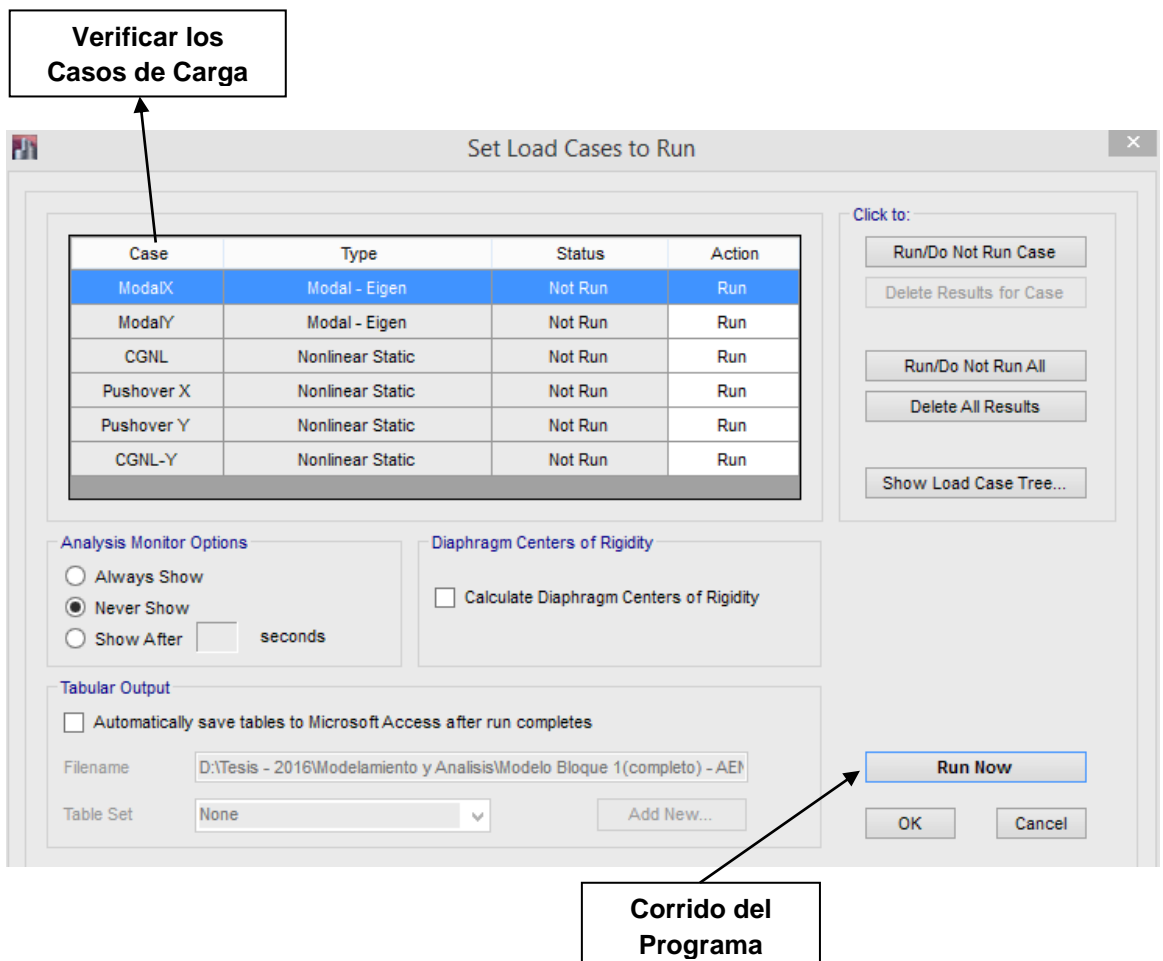 Verificar los
Casos de Carga
Set Load Cases to Run
Click to:
Case Type Status Action
ModalX Modal - Eigen Not Run Run
ModalY Modal - Eigen Not Run Run
CGNL Nonlinear Static Not Run Run
Pushover X Nonlinear Static Not Run Run
Pushover Y Nonlinear Static Not Run Run
CGNL-Y Nonlinear Static Not Run Run
Run/Do Not Run Case
Delete Results for Case
Run/Do Not Run All
Delete All Results
Show Load Case Tree...
Analysis Monitor Options
Always Show
Never Show
Show After seconds
Diaphragm Centers of Rigidity
Calculate Diaphragm Centers of Rigidity
Tabular Output
Automatically save tables to Microsoft Access after run completes
Filename D:\Tesis - 2016\Modelamiento y Analisis\Modelo Bloque 1(completo) -
Table Set None Add New...
Run Now
OK Cancel
Corrido del
Programa